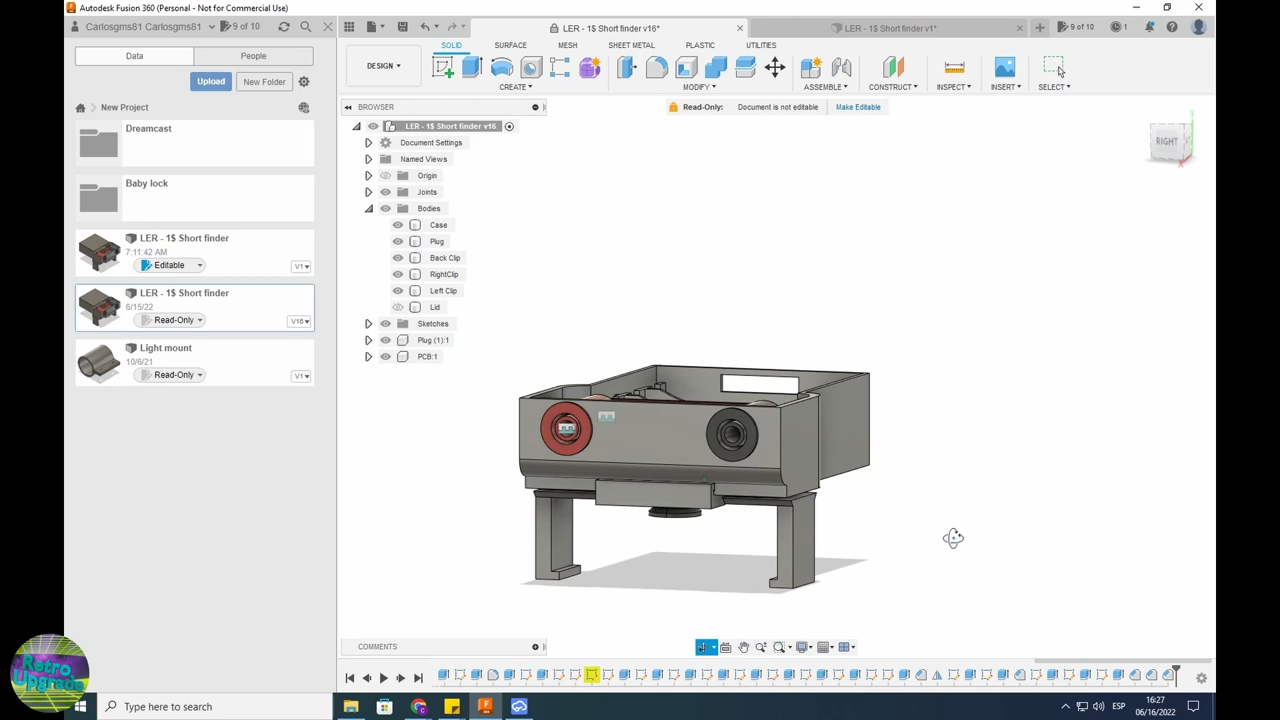 Autodesk Fusion 360 (Personal - Not for Commercial Use)
Carlosgms81 Carlosgms81
9 of 10
LER - 1$ Short finder v16*
LER - 1$ Short finder v1*
9 of 10
1
Data
People
Upload
New Folder
New Project
Dreamcast
Baby lock
LER - 1$ Short finder
7:11:42 AM
Editable
V1
LER - 1$ Short finder
6/15/22
Read-Only
V16
Light mount
10/6/21
Read-Only
V1
SOLID
SURFACE
MESH
SHEET METAL
PLASTIC
UTILITIES
DESIGN
CREATE
MODIFY
ASSEMBLE
CONSTRUCT
INSPECT
INSERT
SELECT
BROWSER
Read-Only:
Document is not editable
Make Editable
LER - 1$ Short finder v16
Document Settings
Named Views
Origin
Joints
Bodies
Case
Plug
Back Clip
RightClip
Left Clip
Lid
Sketches
Plug (1):1
PCB:1
RIGHT
Y
X
COMMENTS
Retro
Upgrade
Type here to search
ESP
16:27
06/16/2022